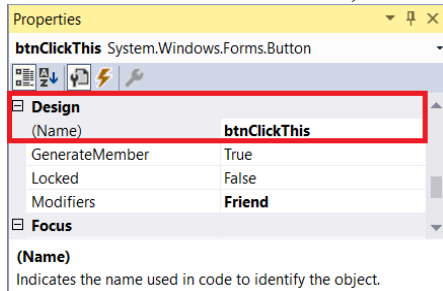 Properties
btnClickThis System.Windows.Forms.Button
Design
(Name) btnClickThis
GenerateMember True
Locked False
Modifiers Friend
Focus
(Name)
Indicates the name used in code to identify the object.